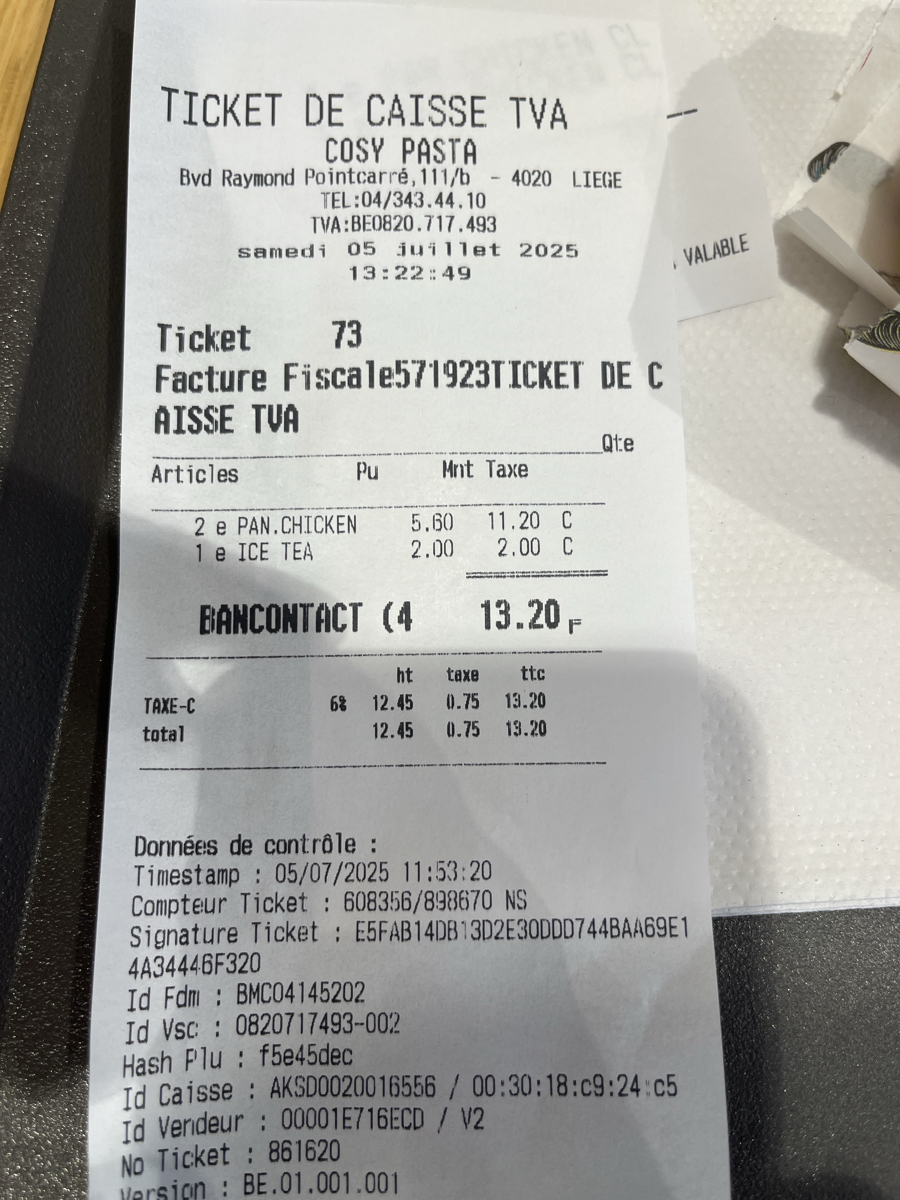 TICKET DE CAISSE TVA
COSY PASTA
Bvd Raymond Pointcarré,111/b - 4020 LIEGE
TEL:04/343.44.10
TVA:BE0820.717.493
samedi 05 juillet 2025
13:22:49
VALABLE
Ticket 73
Facture Fiscale571923TICKET DE C
AISSE TVA
Qte
Articles Pu Mnt Taxe
2 e PAN.CHICKEN 5.60 11.20 C
1 e ICE TEA 2.00 2.00 C
BANCONTACT (4 13.20 F
ht taxe ttc
TAXE-C 6% 12.45 0.75 13.20
total 12.45 0.75 13.20
Données de contrôle :
Timestamp : 05/07/2025 11:53:20
Compteur Ticket : 608356/898670 NS
Signature Ticket : E5FAB14DB13D2E30DDD744BAA69E1
4A34446F320
Id Fdm : BMC04145202
Id Vsc : 0820717493-002
Hash Plu : f5e45dec
Id Caisse : AKSD0020016556 / 00:30:18:c9:24:c5
Id Vendeur : 00001E716ECD / V2
No Ticket : 861620
Version : BE.01.001.001